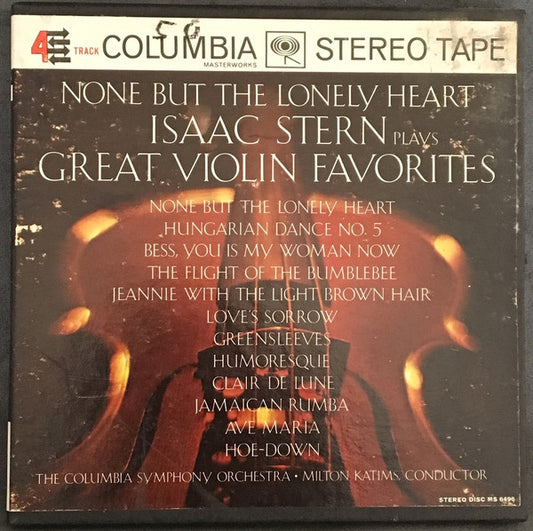 4 TRACK COLUMBIA STEREO TAPE
MASTERWORKS
NONE BUT THE LONELY HEART
ISAAC STERN PLAYS
GREAT VIOLIN FAVORITES
NONE BUT THE LONELY HEART
HUNGARIAN DANCE NO. 5
BESS, YOU IS MY WOMAN NOW
THE FLIGHT OF THE BUMBLEBEE
JEANNIE WITH THE LIGHT BROWN HAIR
LOVE'S SORROW
GREENSLEEVES
HUMORESQUE
CLAIR DE LUNE
JAMAICAN RUMBA
AVE MARIA
HOE-DOWN
THE COLUMBIA SYMPHONY ORCHESTRA • MILTON KATIMS, CONDUCTOR
STEREO DISC MS 6496